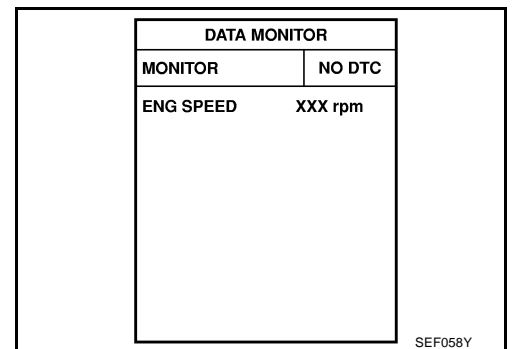 DATA MONITOR
MONITOR NO DTC
ENG SPEED XXX rpm
SEF058Y